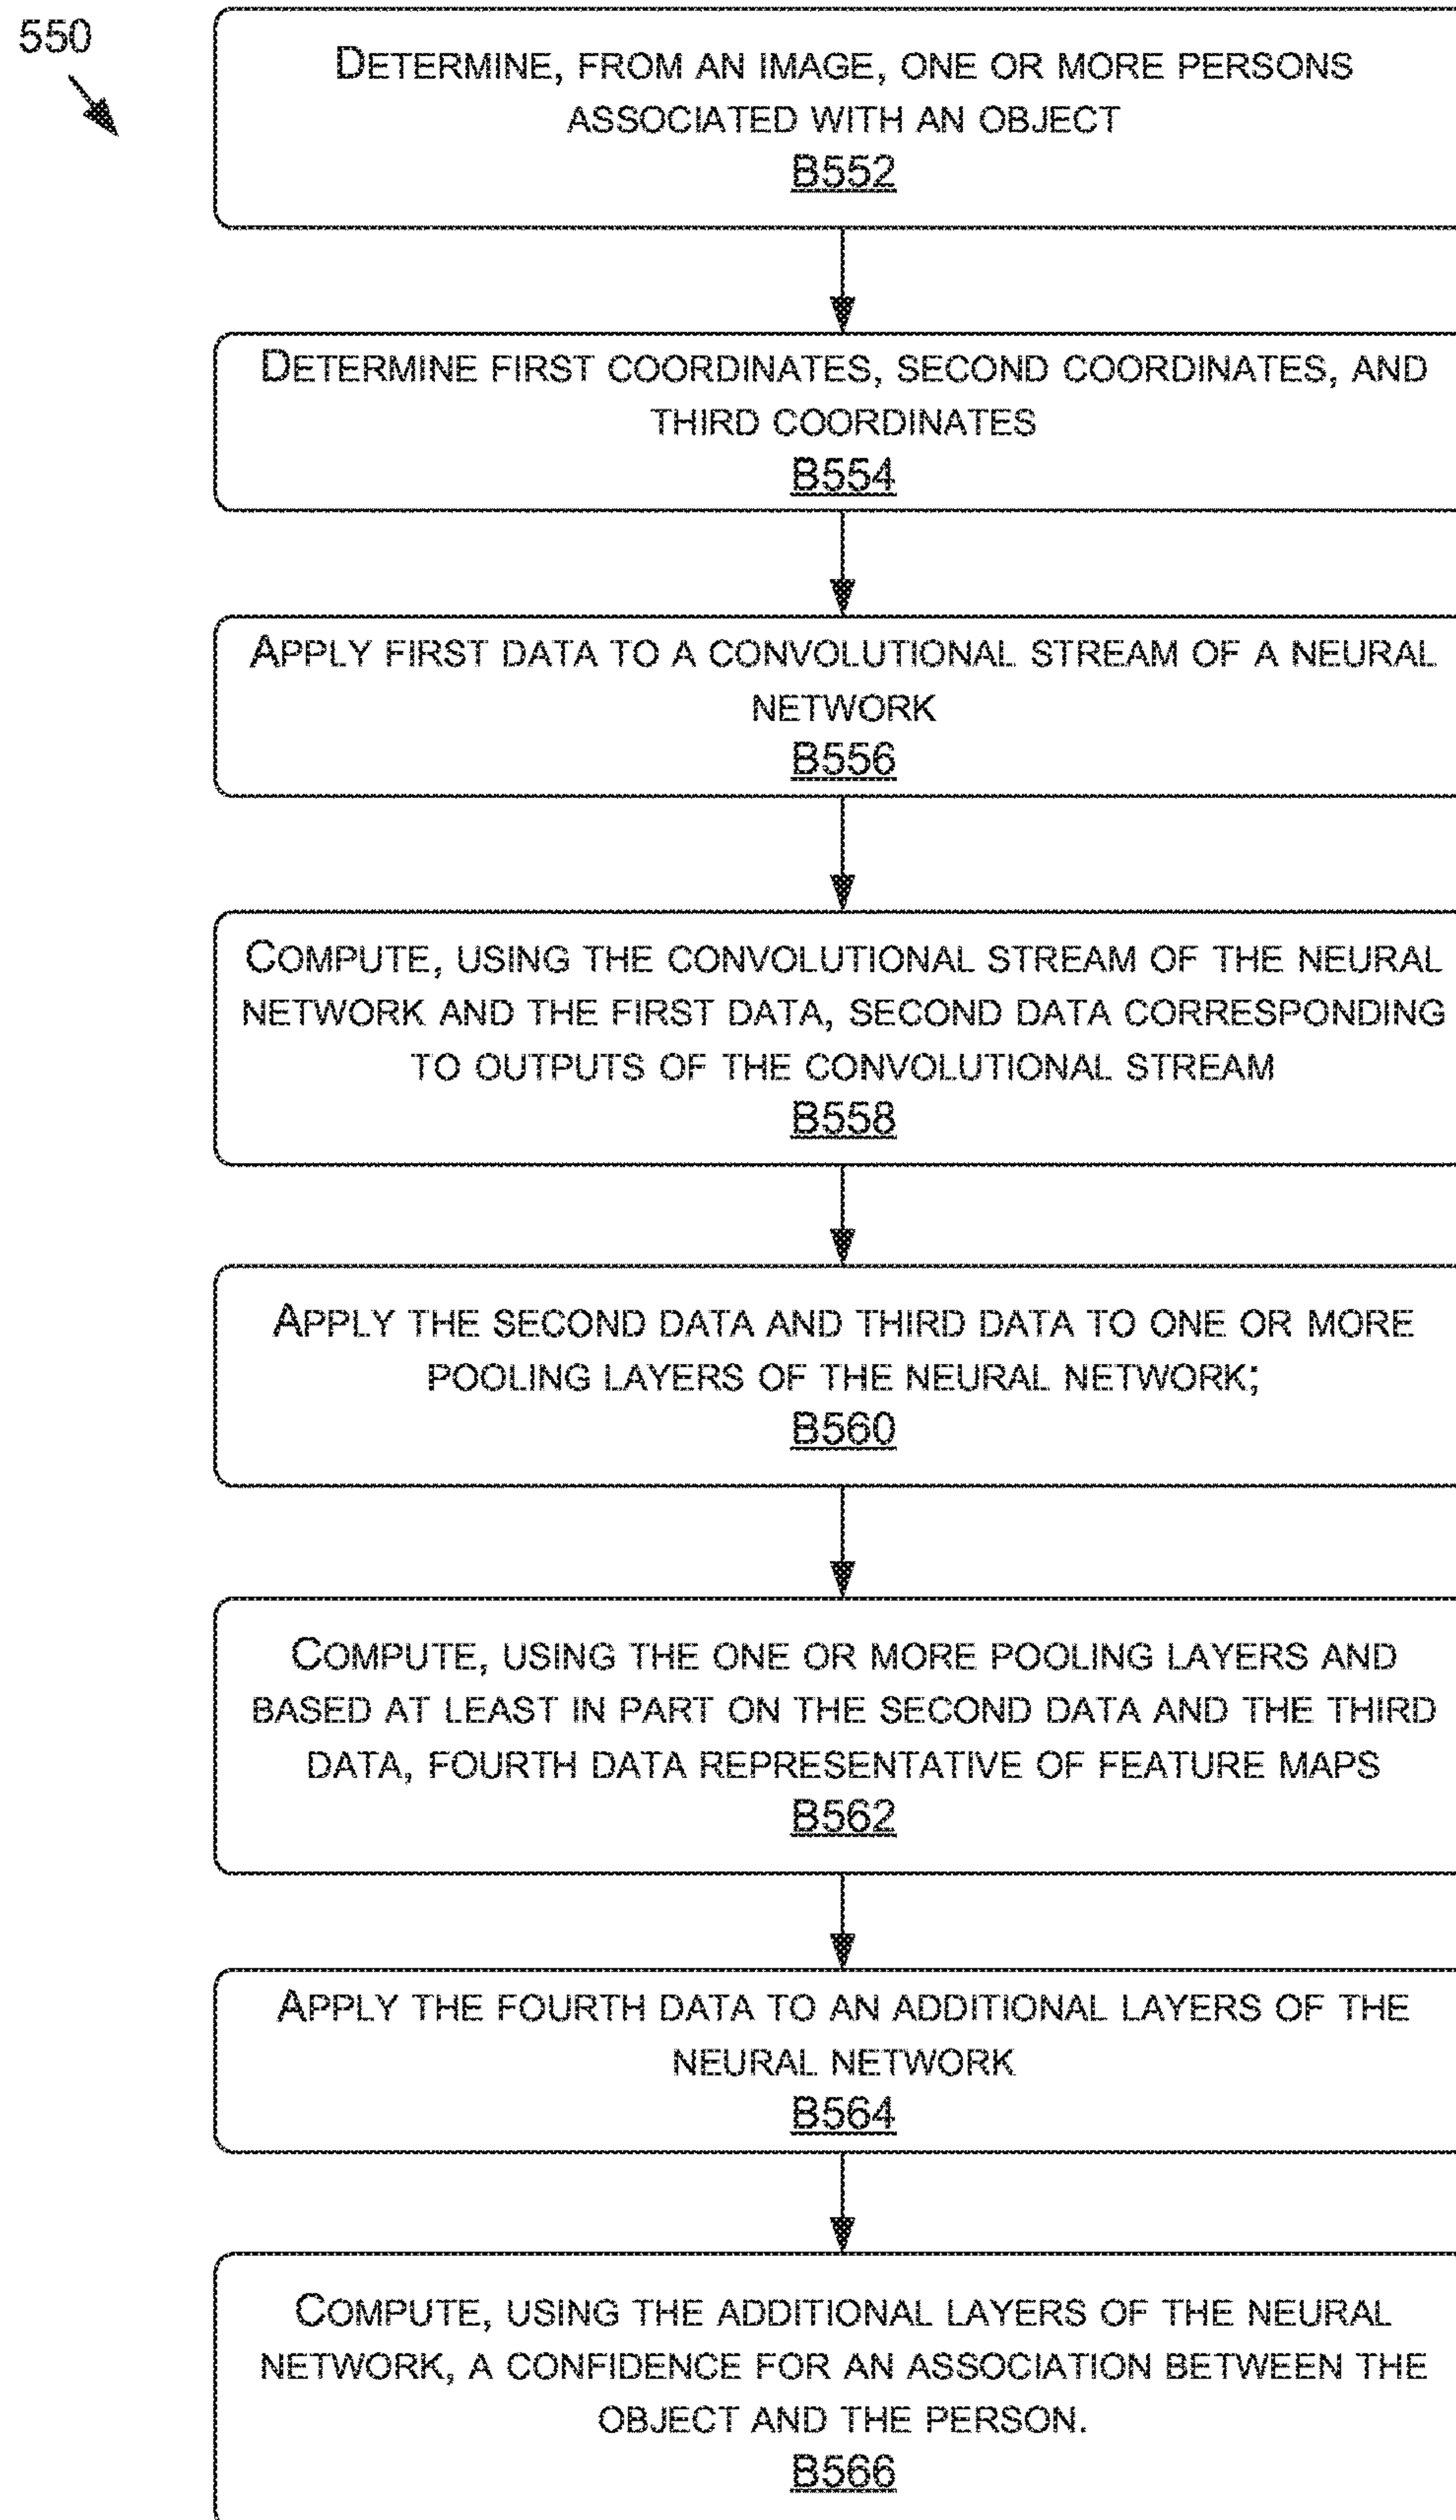 550
DETERMINE, FROM AN IMAGE, ONE OR MORE PERSONS
ASSOCIATED WITH AN OBJECT
B552
DETERMINE FIRST COORDINATES, SECOND COORDINATES, AND
THIRD COORDINATES
B554
APPLY FIRST DATA TO A CONVOLUTIONAL STREAM OF A NEURAL
NETWORK
B556
COMPUTE, USING THE CONVOLUTIONAL STREAM OF THE NEURAL
NETWORK AND THE FIRST DATA, SECOND DATA CORRESPONDING
TO OUTPUTS OF THE CONVOLUTIONAL STREAM
B558
APPLY THE SECOND DATA AND THIRD DATA TO ONE OR MORE
POOLING LAYERS OF THE NEURAL NETWORK;
B560
COMPUTE, USING THE ONE OR MORE POOLING LAYERS AND
BASED AT LEAST IN PART ON THE SECOND DATA AND THE THIRD
DATA, FOURTH DATA REPRESENTATIVE OF FEATURE MAPS
B562
APPLY THE FOURTH DATA TO AN ADDITIONAL LAYERS OF THE
NEURAL NETWORK
B564
COMPUTE, USING THE ADDITIONAL LAYERS OF THE NEURAL
NETWORK, A CONFIDENCE FOR AN ASSOCIATION BETWEEN THE
OBJECT AND THE PERSON.
B566